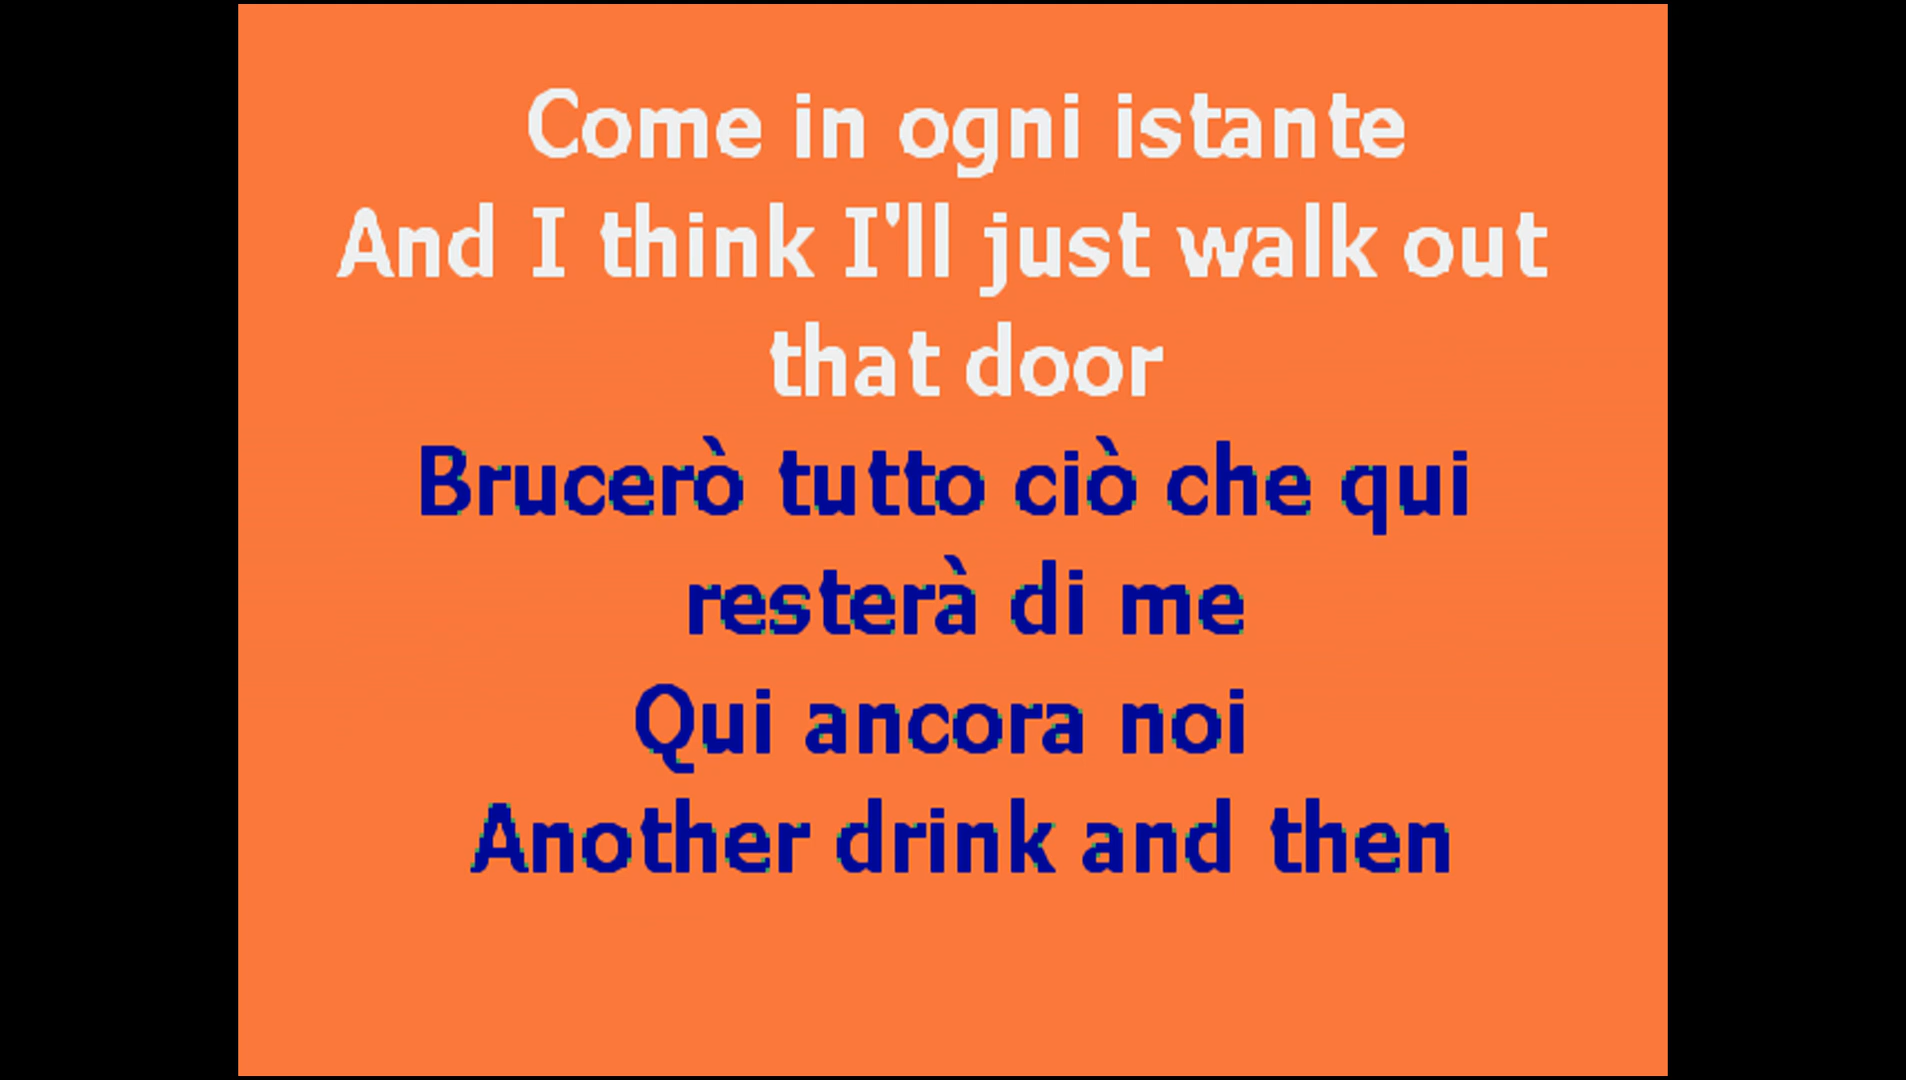 Come in ogni istante
And I think I'll just walk out
that door
Brucerò tutto ciò che qui
resterà di me
Qui ancora noi
Another drink and then